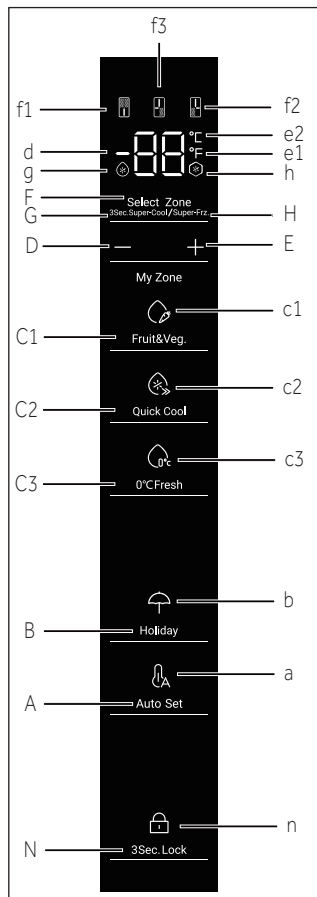 f3
f1 f2
e2
d -88 °C °F e1
g h
F Select Zone
G 3Sec.Super-Cool/Super-Frz. H
D — + E
My Zone
c1
C1 Fruit&Veg.
c2
C2 Quick Cool
0°c c3
C3 0°CFresh
b
B Holiday
A a
A Auto Set
n
N 3Sec.Lock